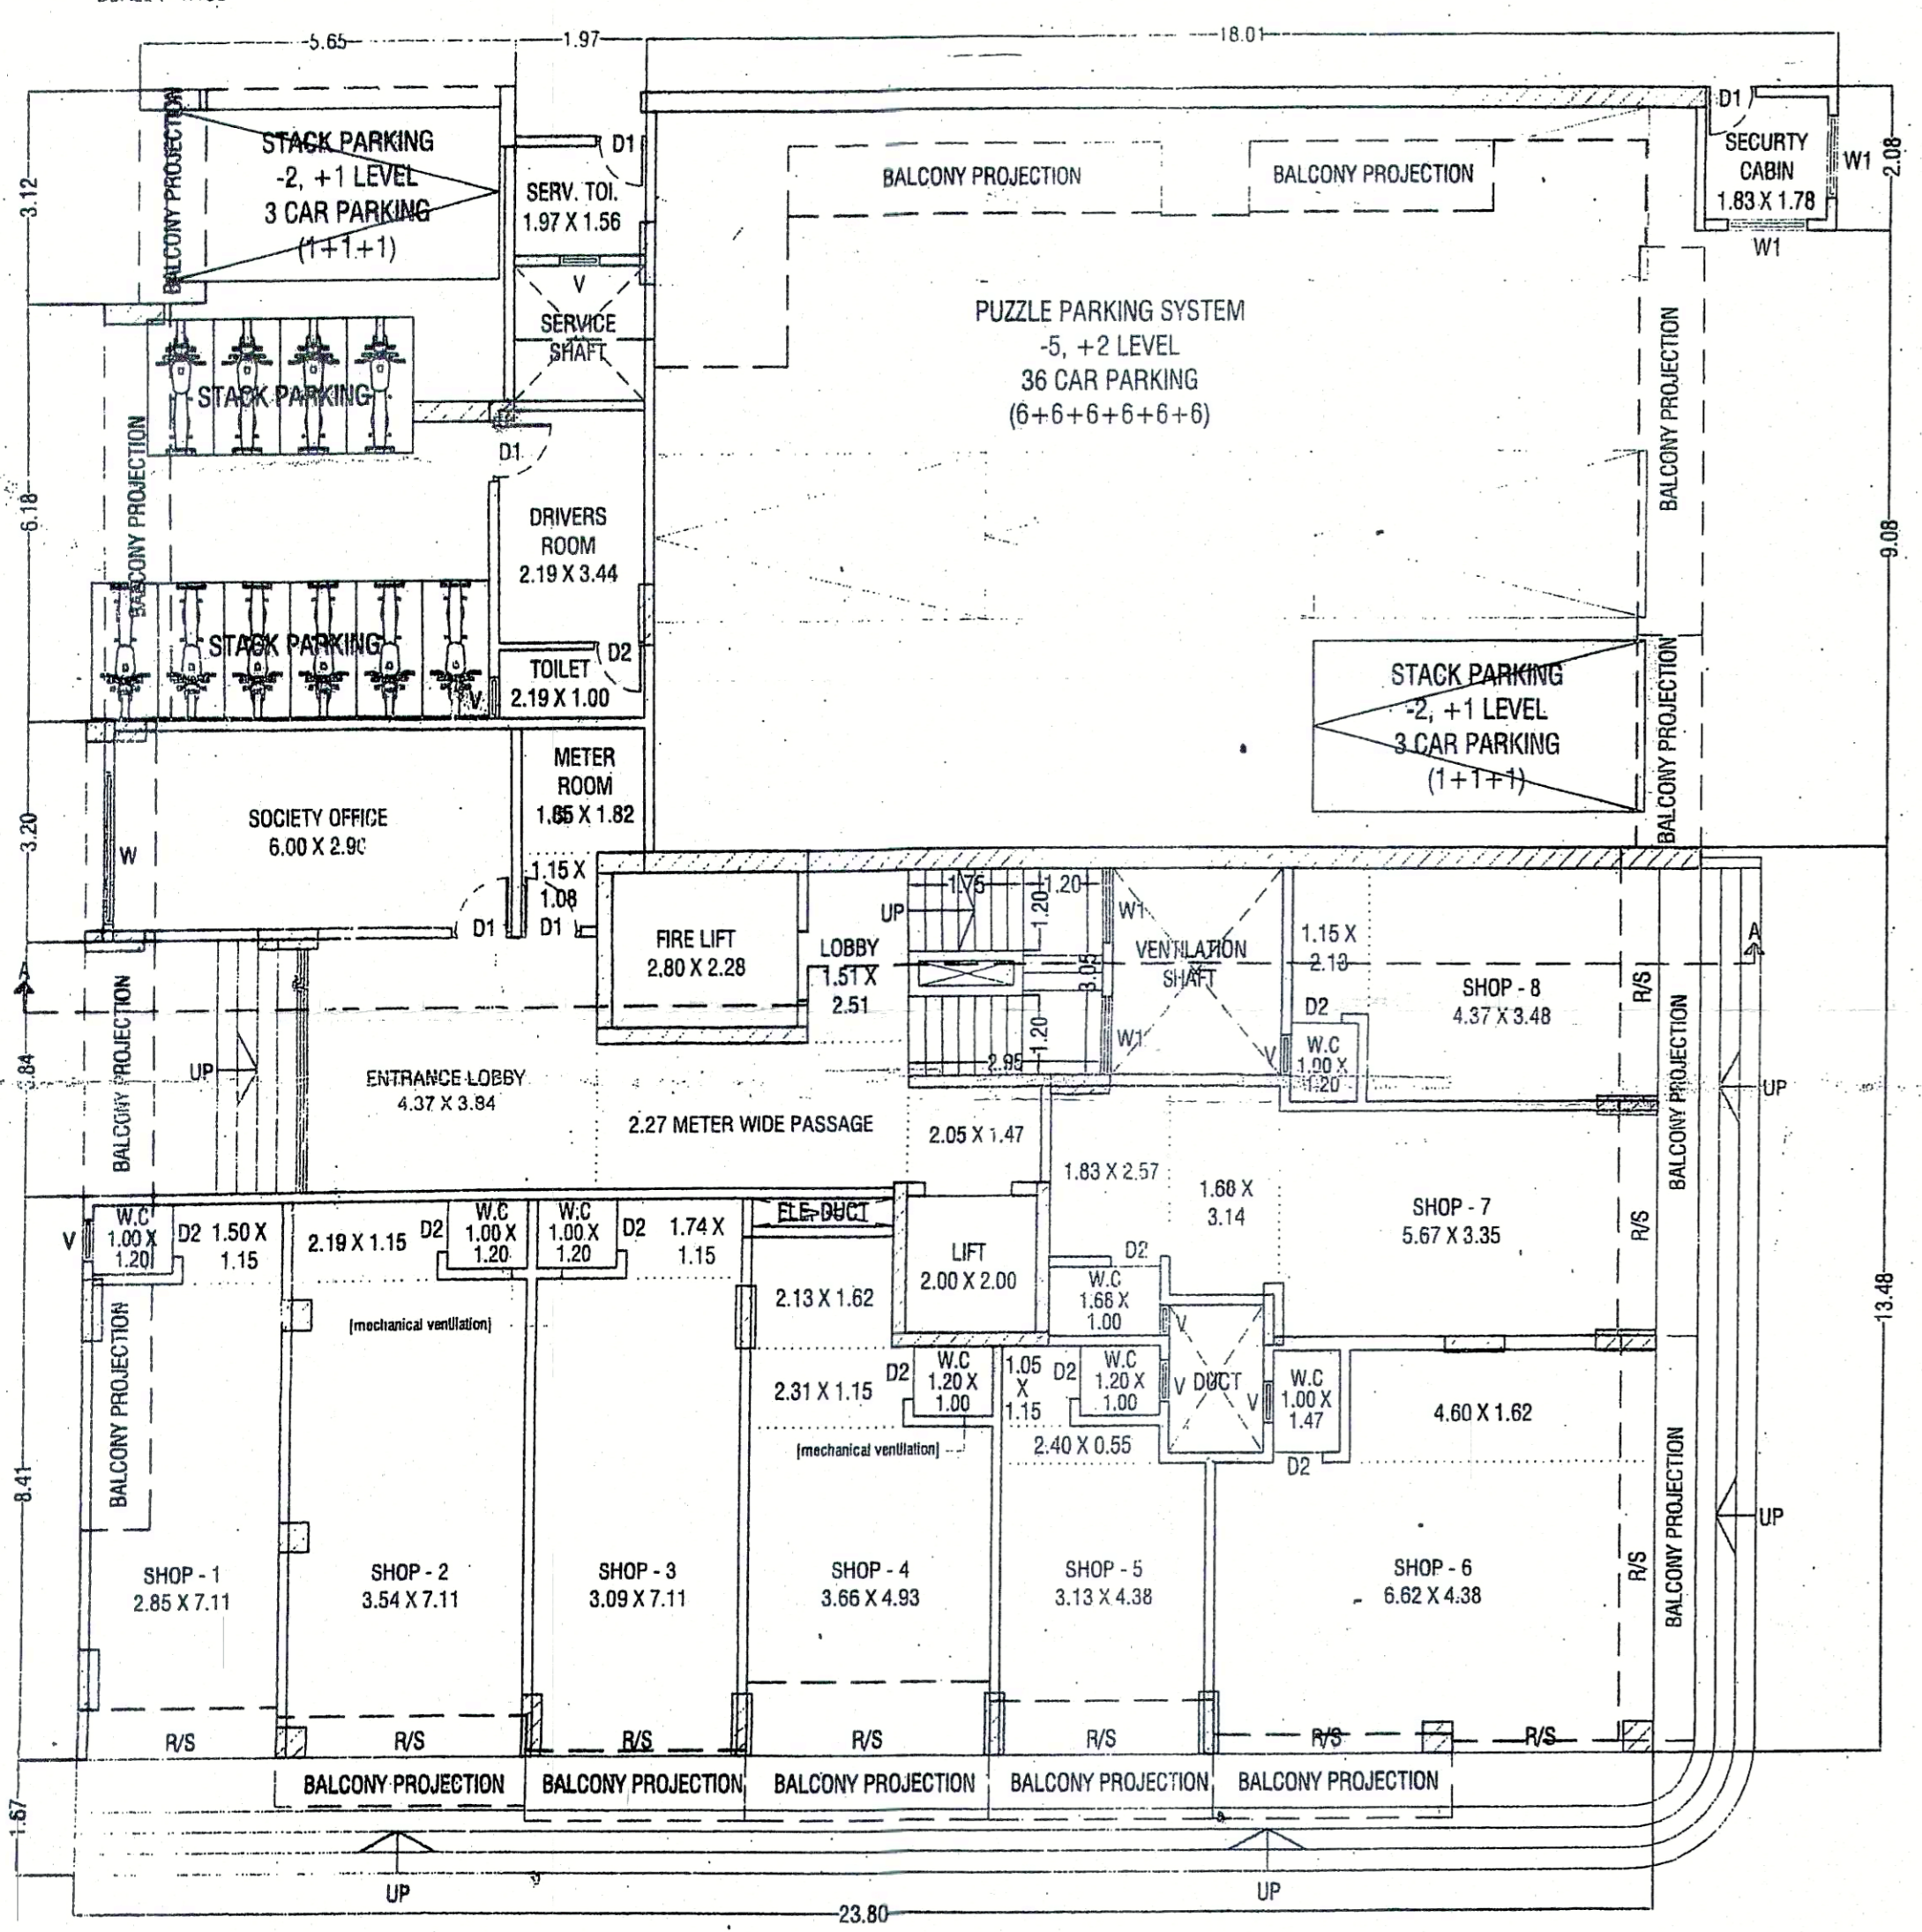 5.65
1.97
18.01
BALCONY PROJECTION
STACK PARKING
-2, +1 LEVEL
3 CAR PARKING
(1+1+1)
D1
SERV. TOI.
1.97 X 1.56
V
SERVICE
SHAFT
BALCONY PROJECTION
BALCONY PROJECTION
D1
SECURTY
CABIN
1.83 X 1.78
W1
W1
2.08
3.12
PUZZLE PARKING SYSTEM
-5, +2 LEVEL
36 CAR PARKING
(6+6+6+6+6+6)
BALCONY PROJECTION
STACK PARKING
BALCONY PROJECTION
D1
6.18
9.08
DRIVERS
ROOM
2.19 X 3.44
STACK PARKING
V
D2
TOILET
2.19 X 1.00
STACK PARKING
-2, +1 LEVEL
3 CAR PARKING
(1+1+1)
BALCONY PROJECTION
METER
ROOM
X 1.82
SOCIETY OFFICE
6.00 X 2.90
3.20
W
1.15 X
1.08
D1
D1
FIRE LIFT
2.80 X 2.28
LOBBY
1.51 X
2.51
UP
1.75
1.20
1.20
3.05
1.20
2.95
W1
W1
VENTILATION
SHAFT
V
1.15 X
2.13
D2
W.C
1.00 X
1.20
SHOP - 8
4.37 X 3.48
R/S
A
A
BALCONY PROJECTION
UP
3.84
BALCONY PROJECTION
UP
ENTRANCE LOBBY
4.37 X 3.84
2.27 METER WIDE PASSAGE
2.05 X 1.47
1.83 X 2.57
1.68 X
3.14
SHOP - 7
5.67 X 3.35
R/S
V
W.C
1.00 X
1.20
D2
1.50 X
1.15
2.19 X 1.15
D2
W.C
1.00 X
1.20
W.C
1.00 X
1.20
D2
1.74 X
1.15
ELE-DUCT
LIFT
2.00 X 2.00
D2
W.C
1.66 X
1.00
V
2.13 X 1.62
(mechanical ventilation)
13.48
BALCONY PROJECTION
2.31 X 1.15
D2
W.C
1.20 X
1.00
1.05
X
1.15
D2
W.C
1.20 X
1.00
V
DUCT
V
W.C
1.00 X
1.47
D2
4.60 X 1.62
(mechanical ventilation)
2.40 X 0.55
8.41
BALCONY PROJECTION
UP
SHOP - 1
2.85 X 7.11
SHOP - 2
3.54 X 7.11
SHOP - 3
3.09 X 7.11
SHOP - 4
3.66 X 4.93
SHOP - 5
3.13 X 4.38
SHOP - 6
6.62 X 4.38
R/S
R/S
R/S
R/S
R/S
R/S
R/S
R/S
BALCONY PROJECTION
BALCONY PROJECTION
BALCONY PROJECTION
BALCONY PROJECTION
BALCONY PROJECTION
1.67
UP
UP
23.80